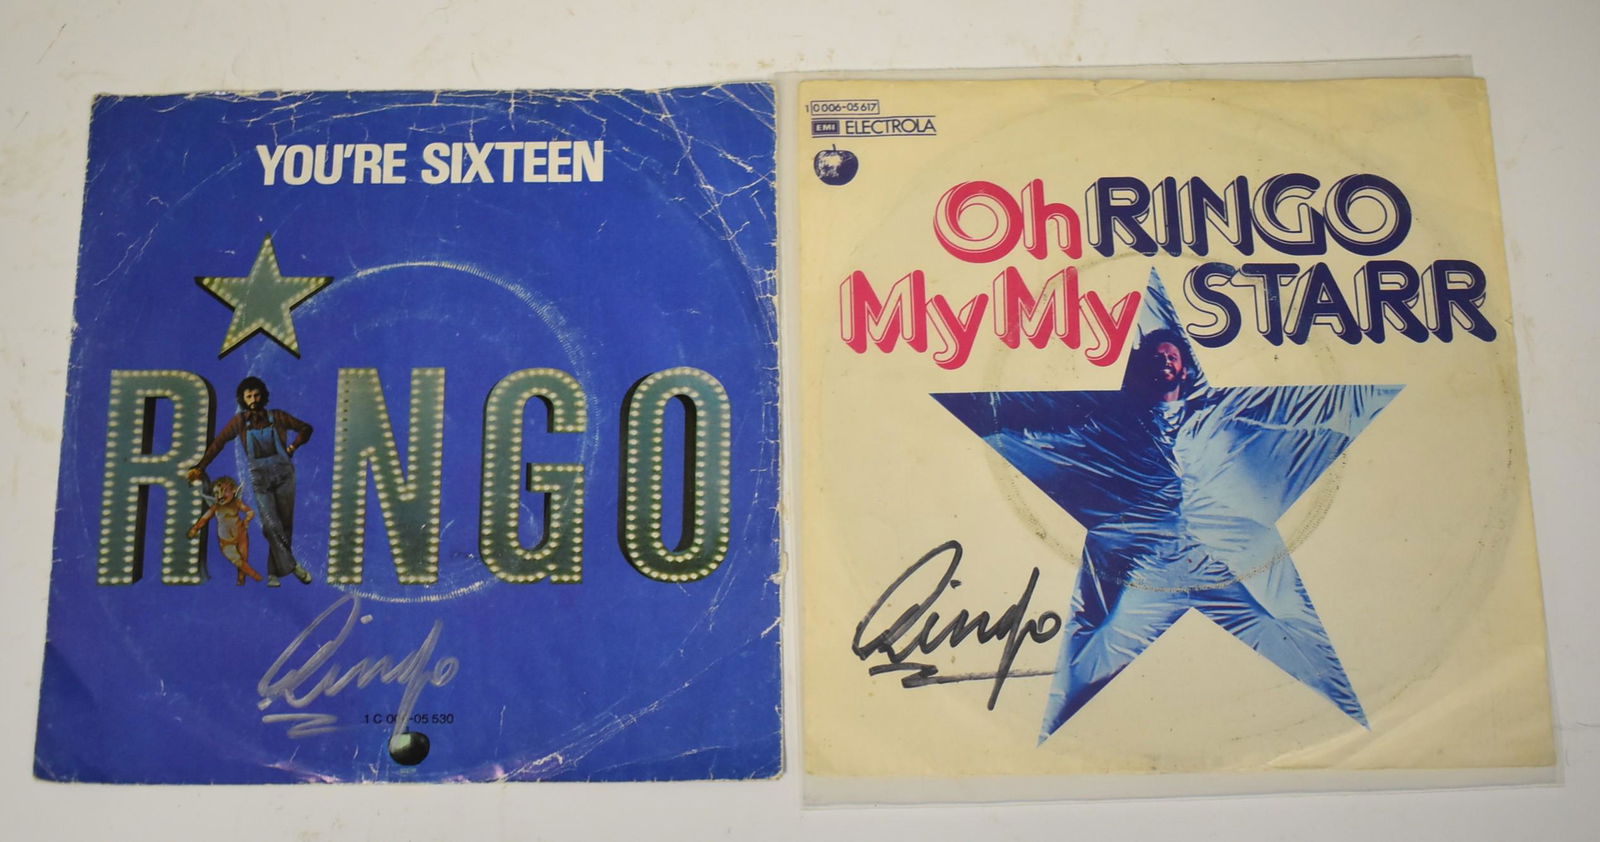 YOU'RE SIXTEEN
RINGO
Ringo
1 C 006-05 530
1 C 006-05 617
EMI ELECTROLA
Oh RINGO
My My STARR
Ringo